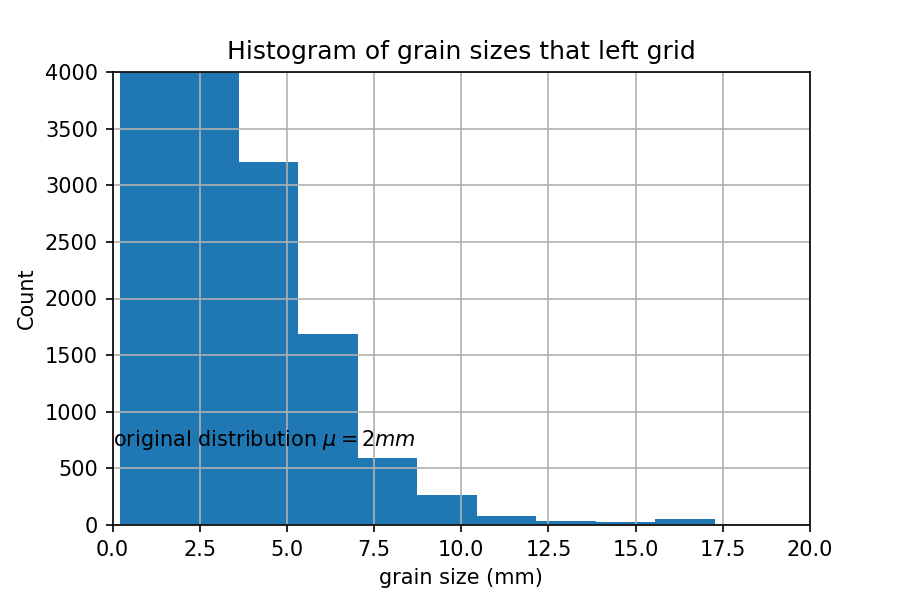 Histogram of grain sizes that left grid
4000
3500
3000
2500
2000
1500
1000
500
0
Count
original distribution μ = 2mm
0.0 2.5 5.0 7.5 10.0 12.5 15.0 17.5 20.0
grain size (mm)